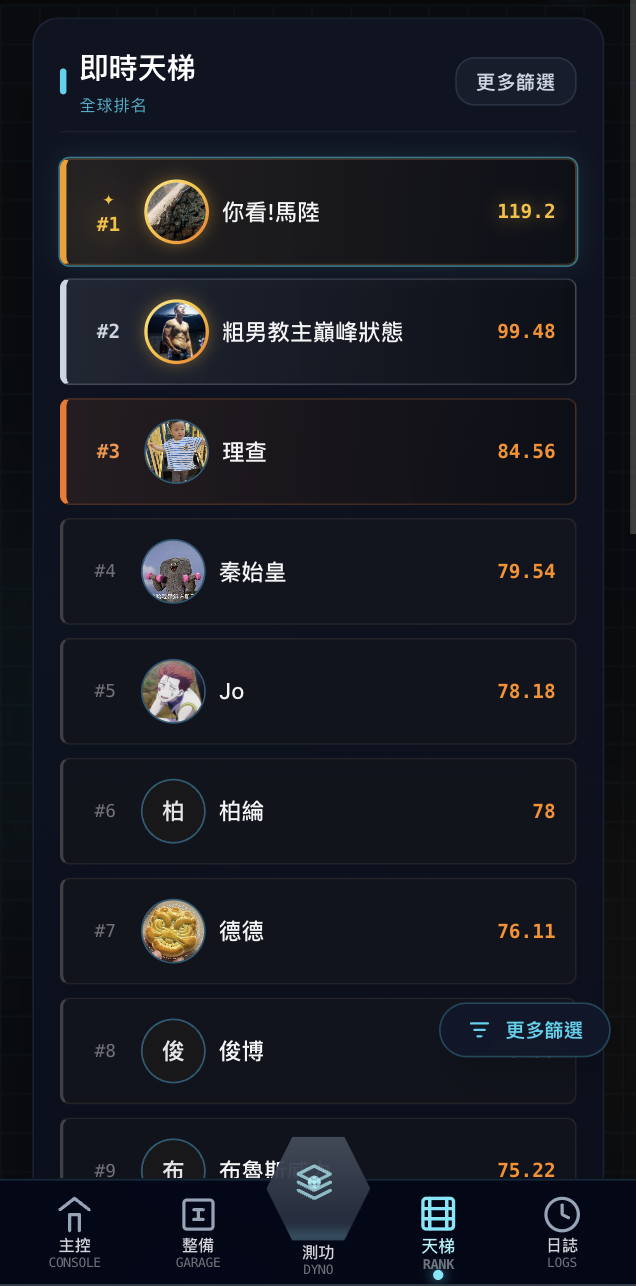 即時天梯
全球排名
更多篩選
✦
#1 你看!馬陸 119.2
#2 粗男教主巔峰狀態 99.48
#3 理查 84.56
#4 秦始皇 79.54
#5 Jo 78.18
#6 柏 柏綸 78
#7 德德 76.11
#8 俊 俊博
更多篩選
#9 布 布魯斯 75.22
主控
CONSOLE
整備
GARAGE
測功
DYNO
天梯
RANK
日誌
LOGS